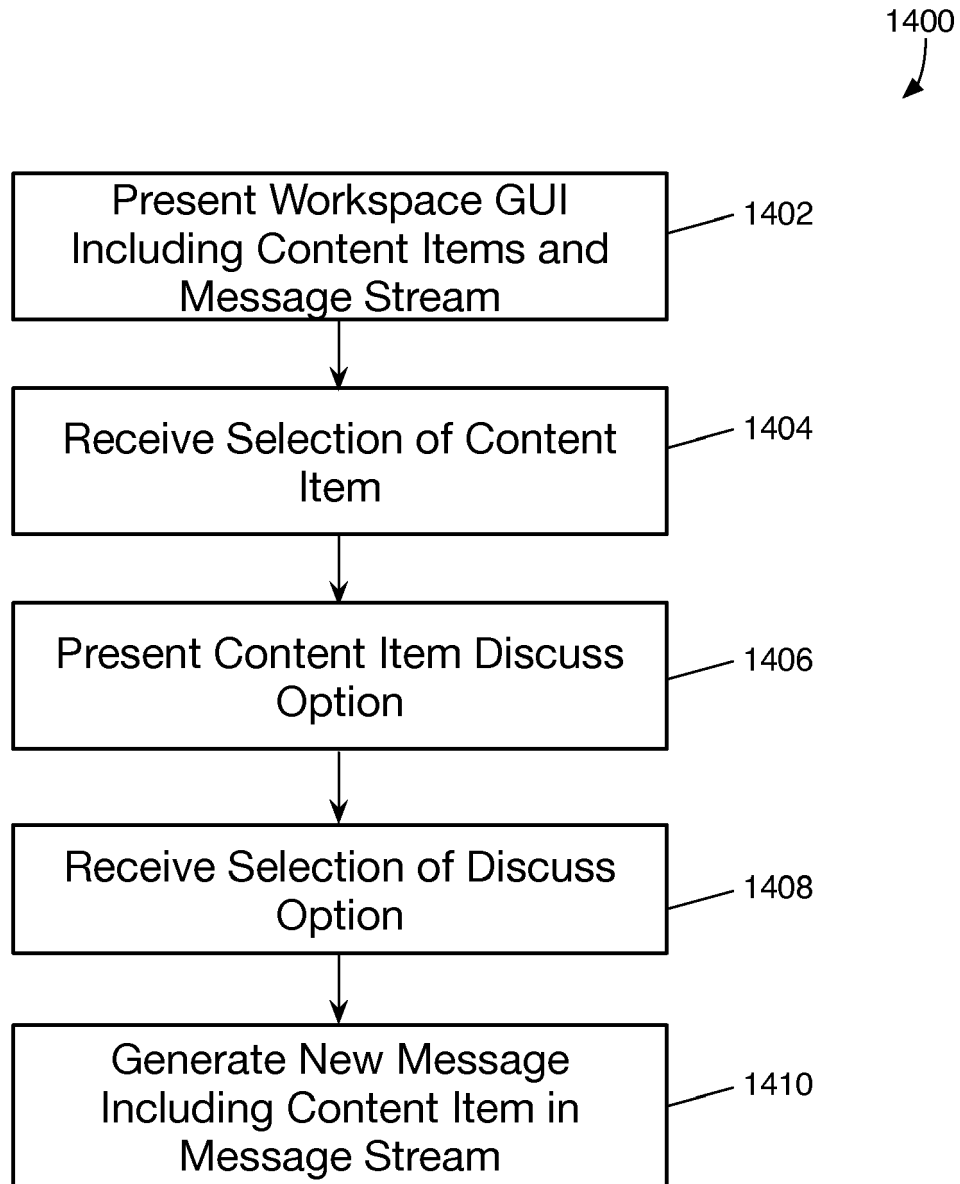 1400
Present Workspace GUI
Including Content Items and
Message Stream
1402
Receive Selection of Content
Item
1404
Present Content Item Discuss
Option
1406
Receive Selection of Discuss
Option
1408
Generate New Message
Including Content Item in
Message Stream
1410